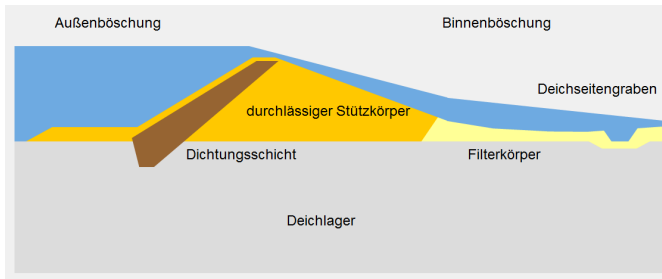 Außenböschung
Binnenböschung
Deichseitengraben
durchlässiger Stützkörper
Dichtungsschicht
Filterkörper
Deichlager